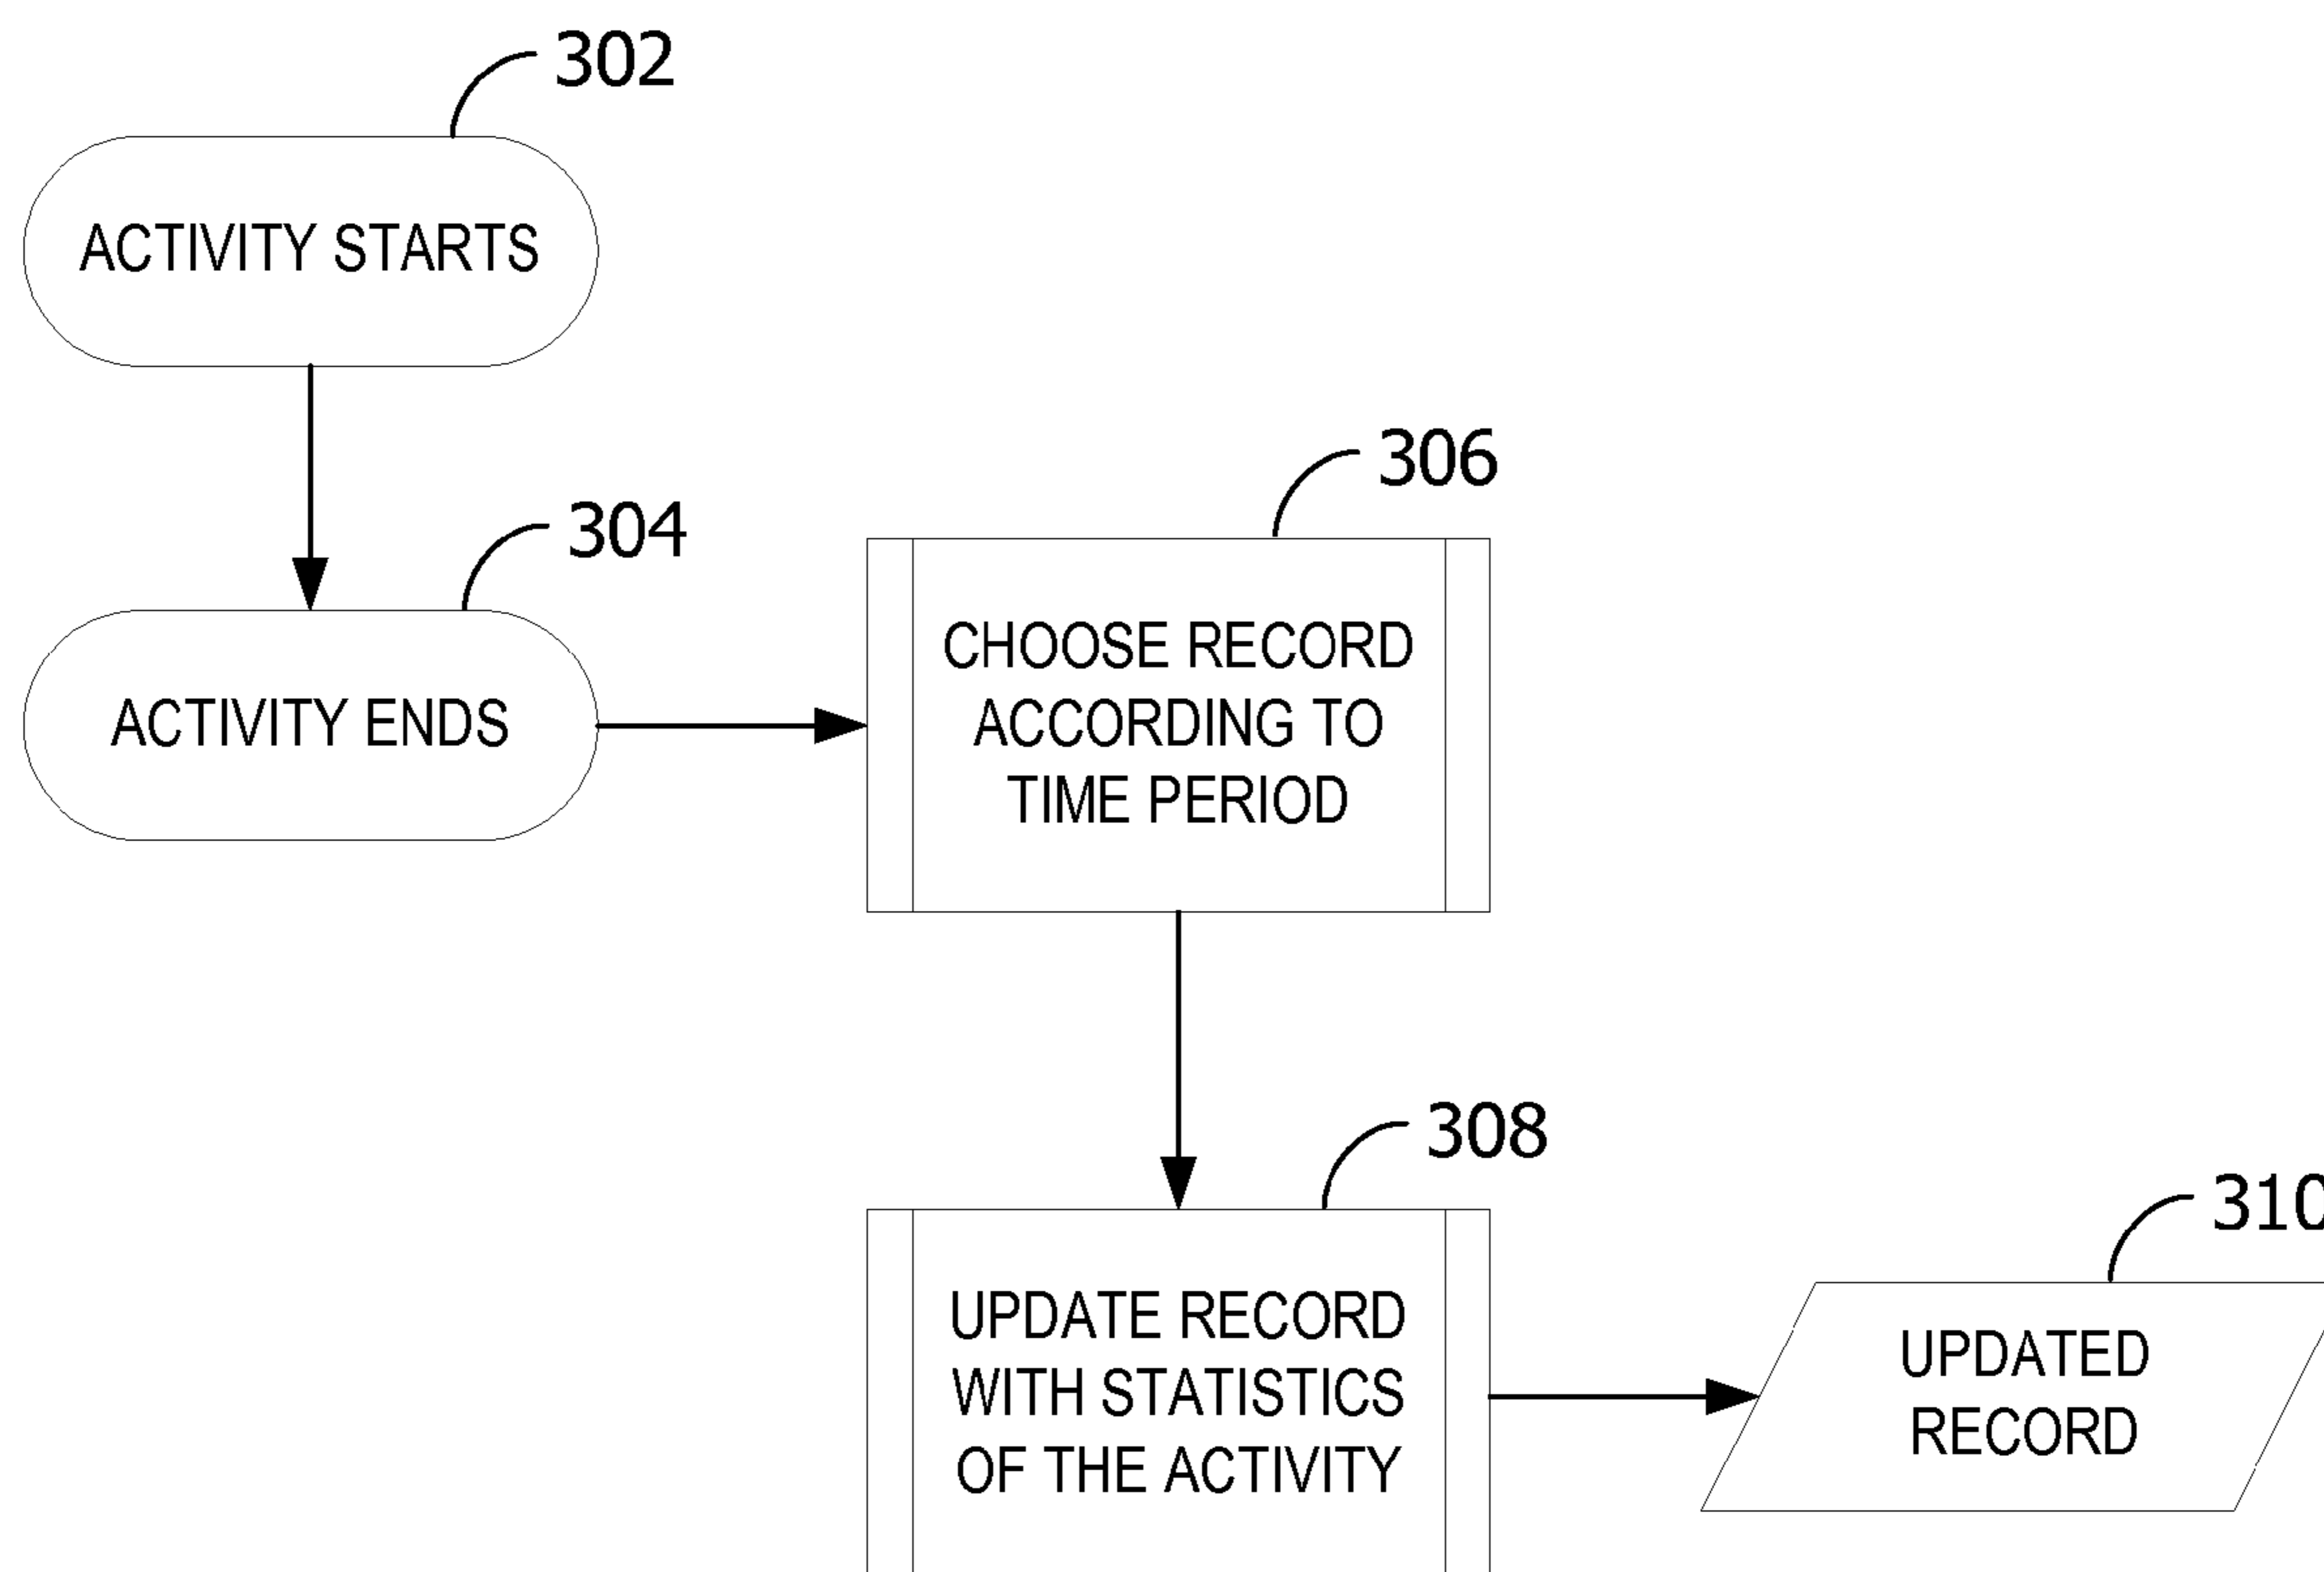 302
ACTIVITY STARTS
304
ACTIVITY ENDS
306
CHOOSE RECORD
ACCORDING TO
TIME PERIOD
308
UPDATE RECORD
WITH STATISTICS
OF THE ACTIVITY
310
UPDATED
RECORD